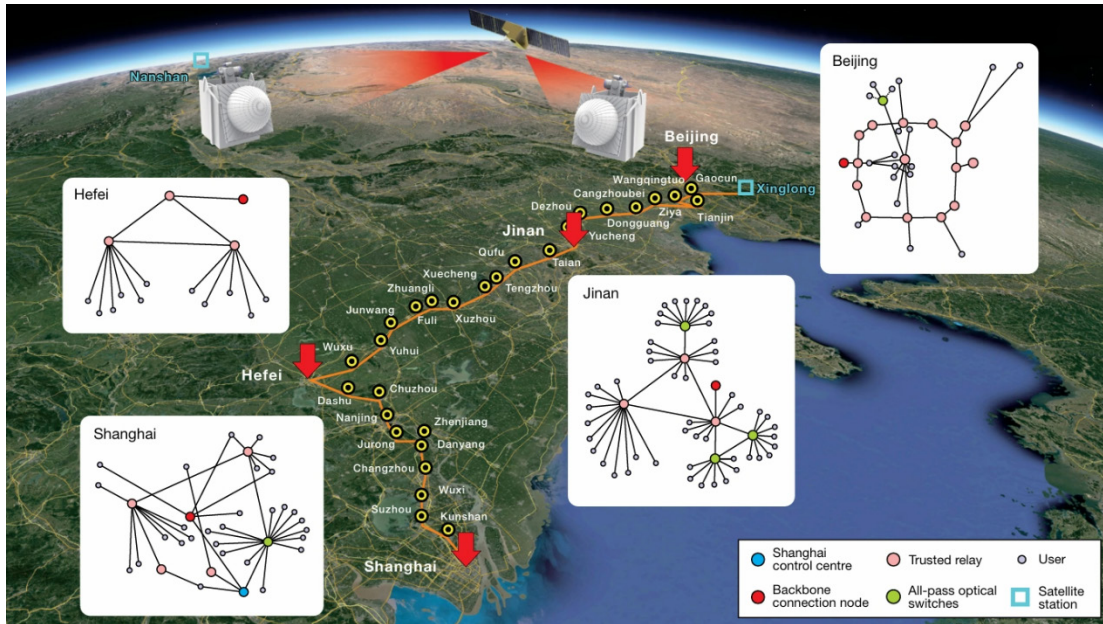 Nanshan
Beijing
Beijing
Wangqingtuo
Gaocun
Xinglong
Cangzhoubei
Dezhou
Ziya
Tianjin
Dongguang
Jinan
Yucheng
Qufu
Taian
Xuecheng
Tengzhou
Zhuangli
Fuli
Xuzhou
Junwang
Yuhui
Wuxu
Hefei
Hefei
Dashu
Chuzhou
Nanjing
Zhenjiang
Jurong
Danyang
Changzhou
Wuxi
Suzhou
Kunshan
Shanghai
Shanghai
Jinan
Shanghai
control centre
Trusted relay
User
Backbone
connection node
All-pass optical
switches
Satellite
station